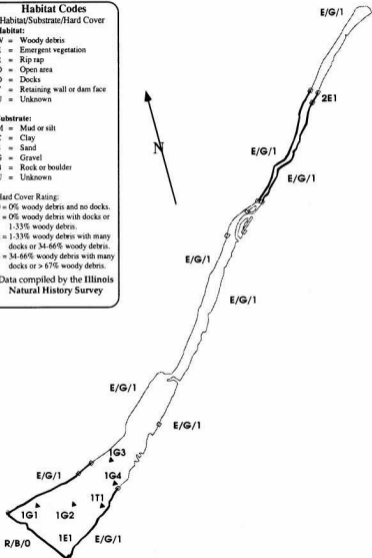 Habitat Codes
Habitat/Substrate/Hard Cover
Habitat:
= Woody debris
= Emergent vegetation
= Rip rap
= Open area
= Docks
= Retaining wall or dam face
= Unknown
Substrate:
= Mud or silt
= Clay
= Sand
= Gravel
= Rock or boulder
= Unknown
Hard Cover Rating:
= 0% woody debris and no docks.
= 0% woody debris with docks or
1-33% woody debris.
= 1-33% woody debris with many
docks or 34-66% woody debris.
= 34-66% woody debris with many
docks or > 67% woody debris.
Data compiled by the Illinois
Natural History Survey
N
E/G/1
2E1
E/G/1
E/G/1
E/G/1
E/G/1
E/G/1
E/G/1
1G3
E/G/1
1G4
1T1
1G1
1G2
1E1
E/G/1
R/B/0